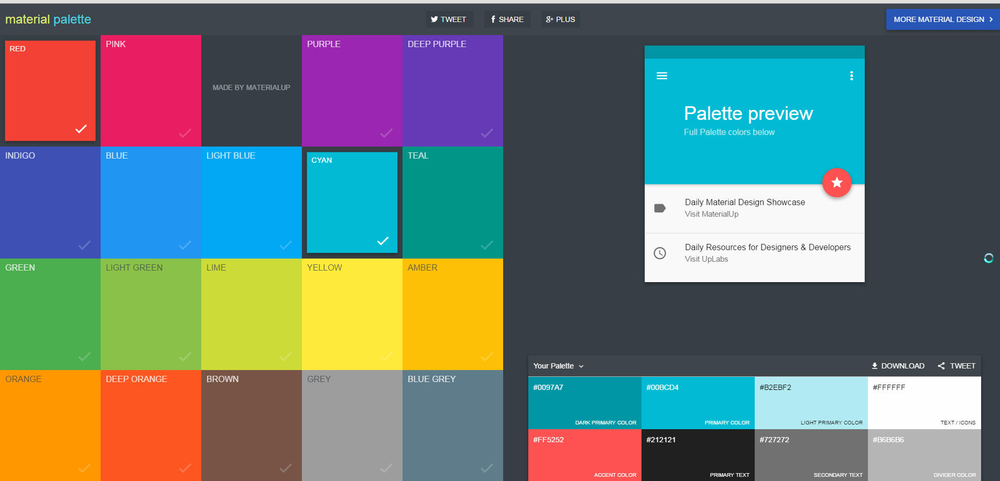 material palette
TWEET
SHARE
PLUS
MORE MATERIAL DESIGN
RED
PINK
MADE BY MATERIALUP
PURPLE
DEEP PURPLE
INDIGO
BLUE
LIGHT BLUE
CYAN
TEAL
GREEN
LIGHT GREEN
LIME
YELLOW
AMBER
ORANGE
DEEP ORANGE
BROWN
GREY
BLUE GREY
Palette preview
Full Palette colors below
Daily Material Design Showcase
Visit MaterialUp
Daily Resources for Designers & Developers
Visit UpLabs
Your Palette
DOWNLOAD
TWEET
#0097A7
DARK PRIMARY COLOR
#00BCD4
PRIMARY COLOR
#B2EBF2
LIGHT PRIMARY COLOR
#FFFFFF
TEXT / ICONS
#FF5252
ACCENT COLOR
#212121
PRIMARY TEXT
#727272
SECONDARY TEXT
#B6B6B6
DIVIDER COLOR